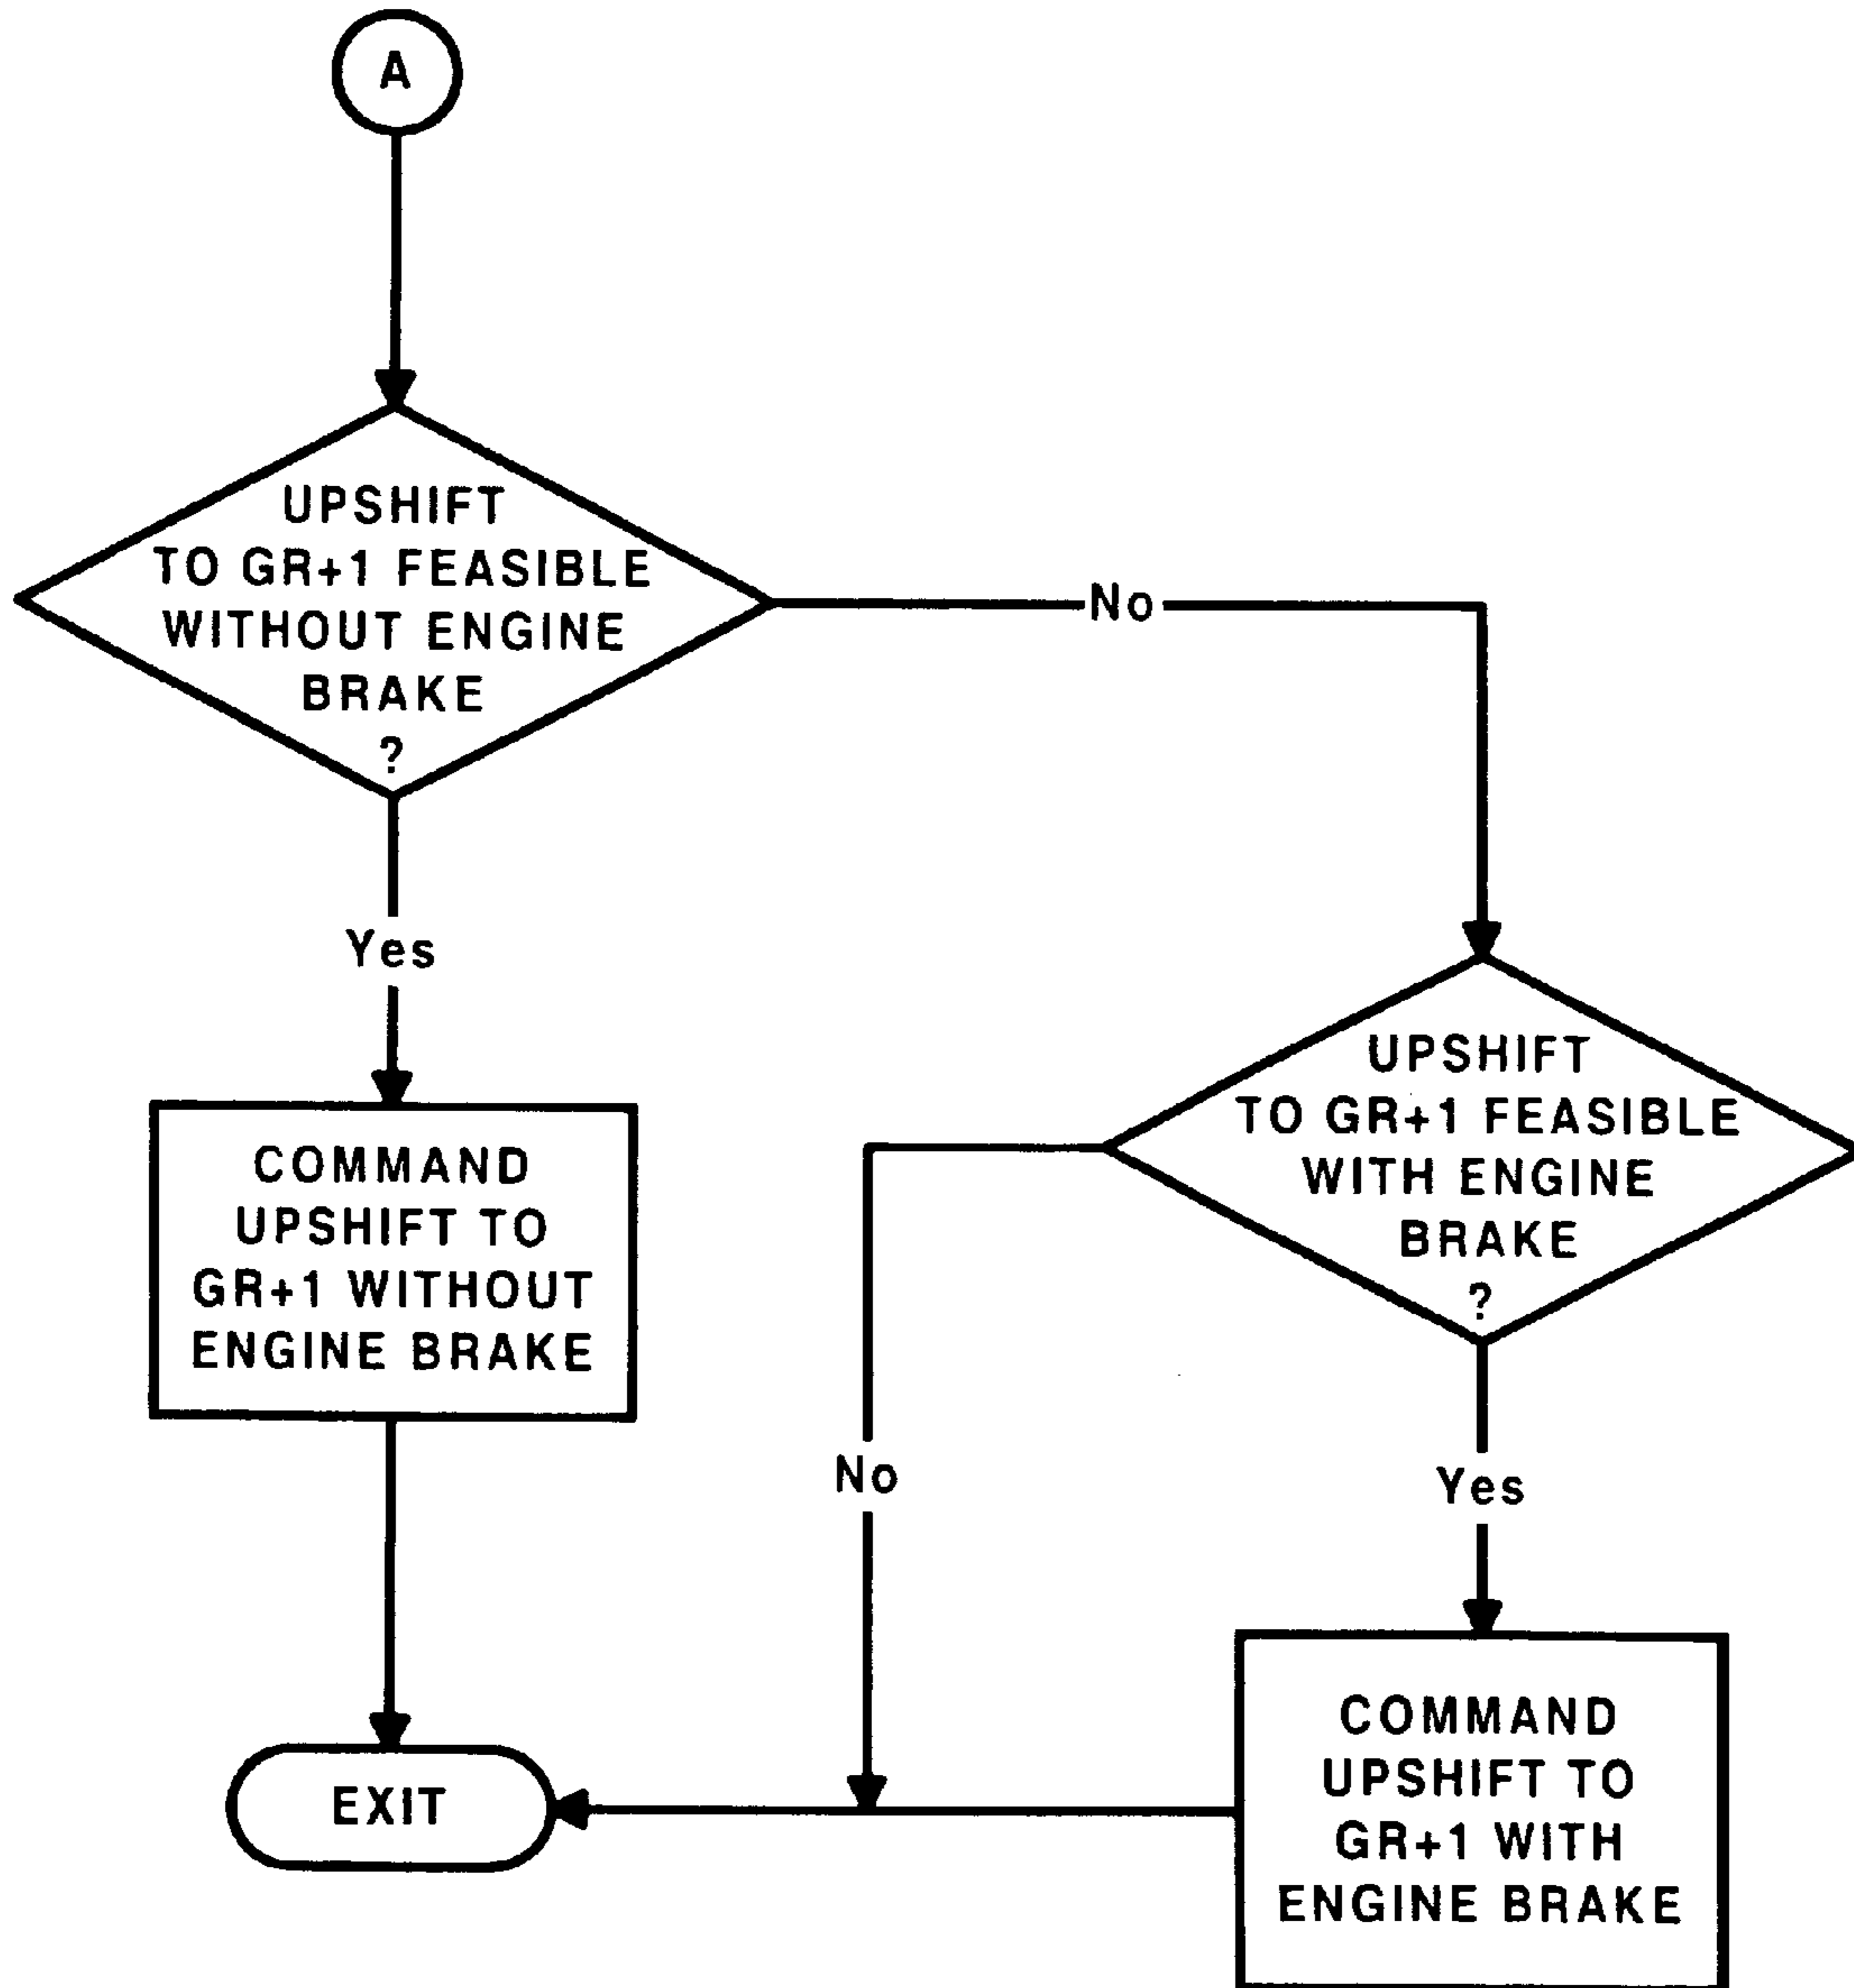 A
UPSHIFT
TO GR+1 FEASIBLE
WITHOUT ENGINE
BRAKE
?
No
Yes
COMMAND
UPSHIFT TO
GR+1 WITHOUT
ENGINE BRAKE
UPSHIFT
TO GR+1 FEASIBLE
WITH ENGINE
BRAKE
?
No
Yes
COMMAND
UPSHIFT TO
GR+1 WITH
ENGINE BRAKE
EXIT